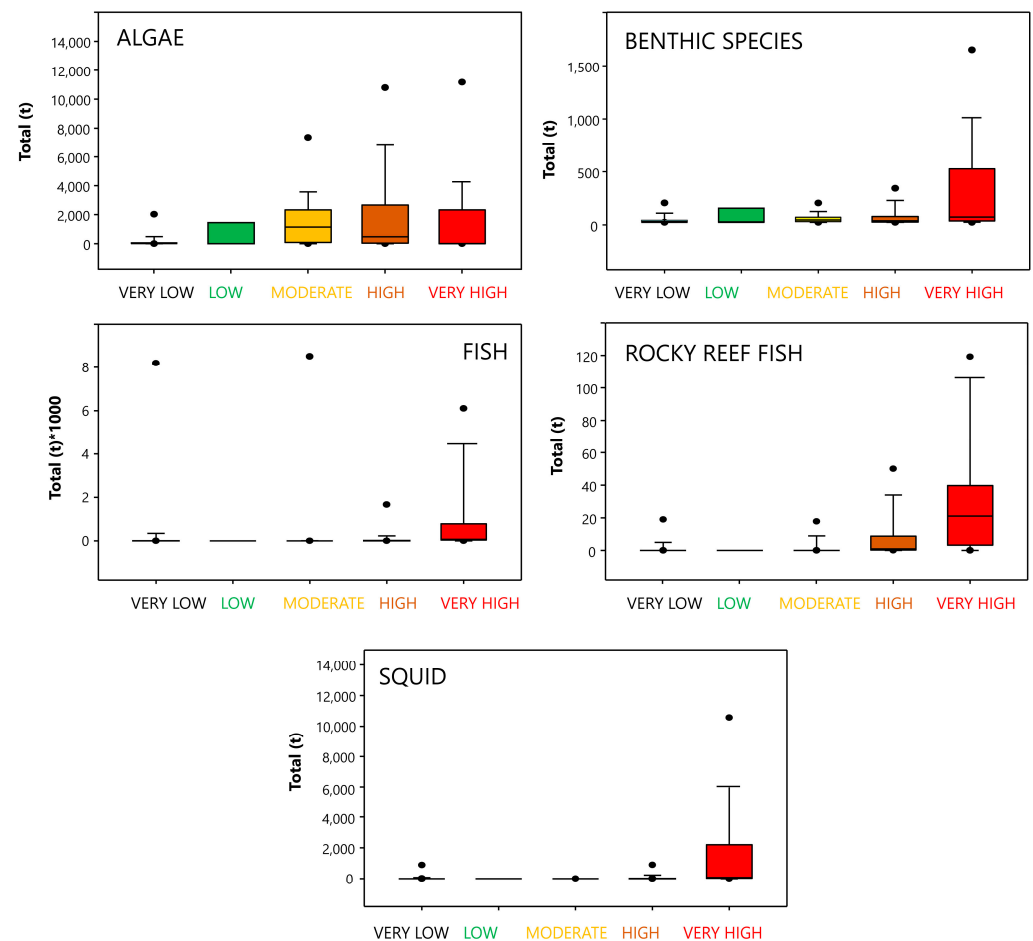 ALGAE
Total (t)
14,000
12,000
10,000
8,000
6,000
4,000
2,000
0
VERY LOW LOW MODERATE HIGH VERY HIGH
BENTHIC SPECIES
Total (t)
1,500
1,000
500
0
VERY LOW LOW MODERATE HIGH VERY HIGH
FISH
Total (t)*1000
8
6
4
2
0
VERY LOW LOW MODERATE HIGH VERY HIGH
ROCKY REEF FISH
Total (t)
120
100
80
60
40
20
0
VERY LOW LOW MODERATE HIGH VERY HIGH
SQUID
Total (t)
14,000
12,000
10,000
8,000
6,000
4,000
2,000
0
VERY LOW LOW MODERATE HIGH VERY HIGH